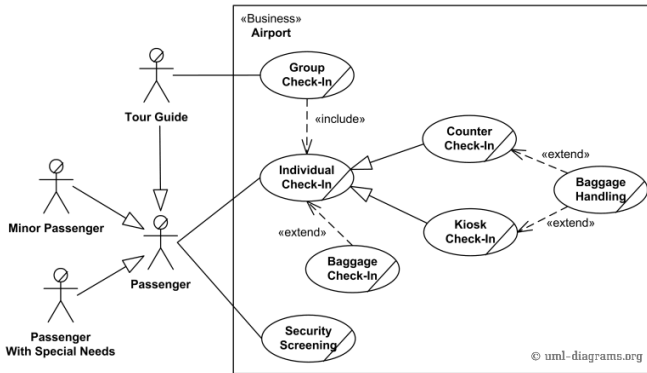 «Business»
Airport
Group
Check-In
Tour Guide
«include»
Counter
Check-In
«extend»
Individual
Check-In
Baggage
Handling
Minor Passenger
«extend»
Kiosk
Check-In
«extend»
Passenger
Baggage
Check-In
Passenger
With Special Needs
Security
Screening
© uml-diagrams.org